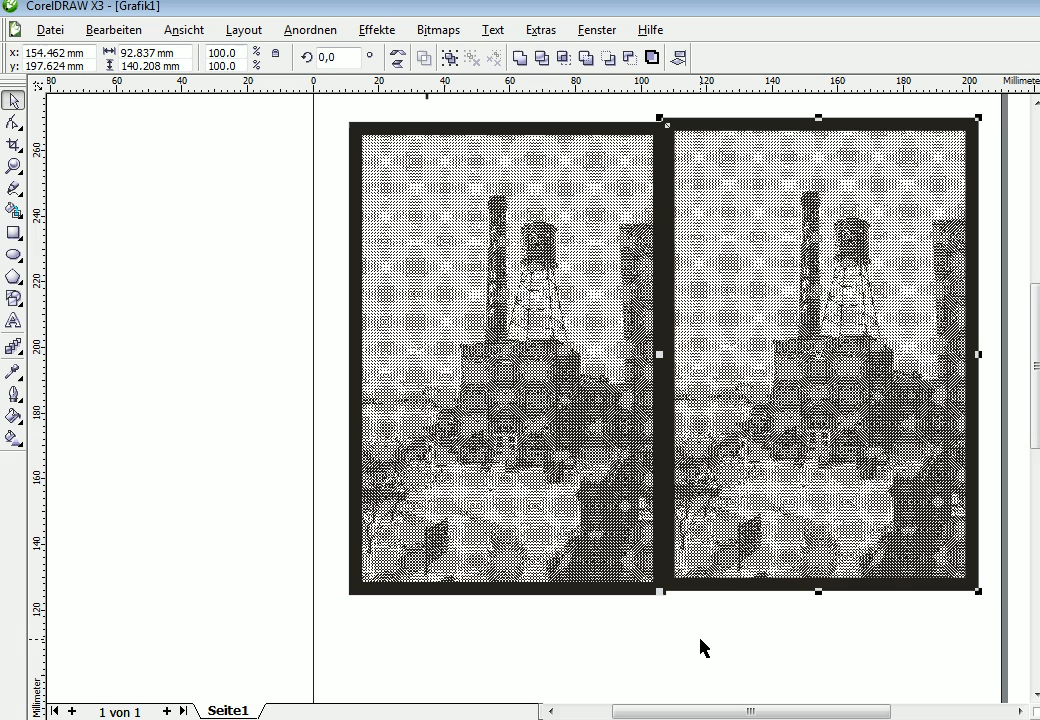 CorelDRAW X3 - [Grafik1]
Datei Bearbeiten Ansicht Layout Anordnen Effekte Bitmaps Text Extras Fenster Hilfe
x: 154.462 mm 92.837 mm 100.0 % 0,0 °
y: 197.624 mm 140.208 mm 100.0 %
80 60 40 20 0 20 40 60 80 100 120 140 160 180 200 Millimeter
260
240
220
200
180
160
140
120
Millimeter
1 von 1 Seite1